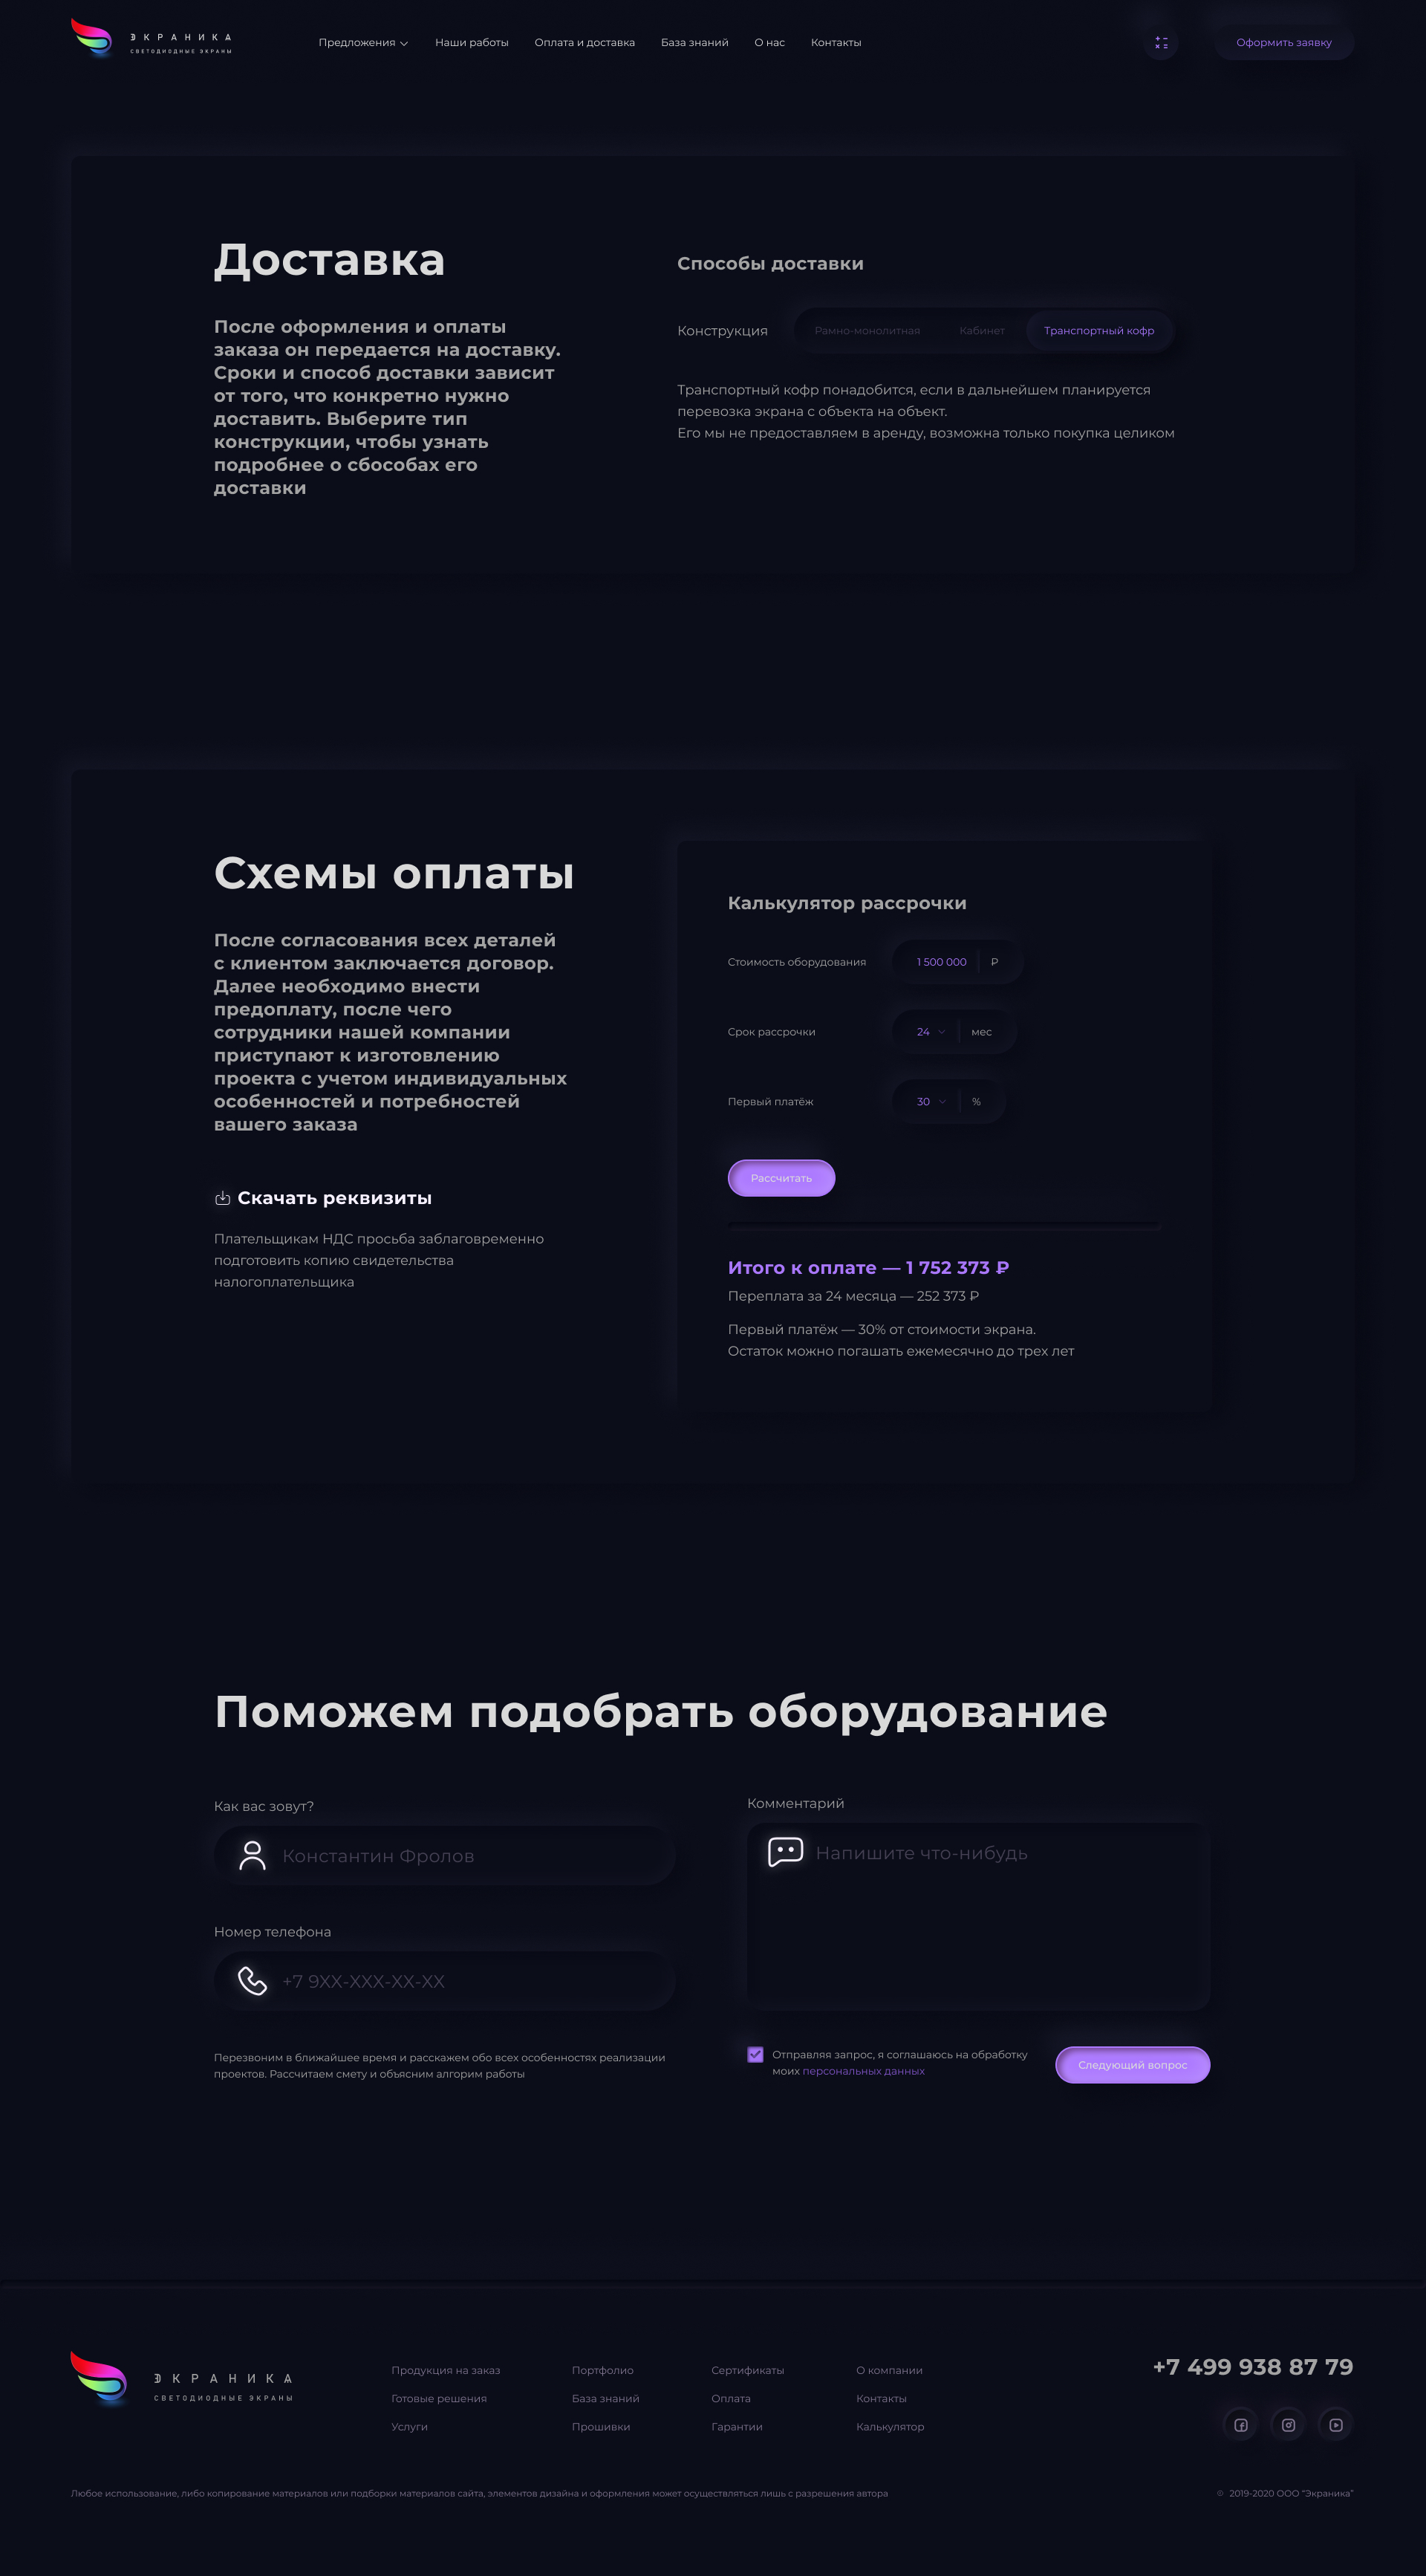 ЭКРАНИКА
СВЕТОДИОДНЫЕ ЭКРАНЫ
Предложения
Наши работы
Оплата и доставка
База знаний
О нас
Контакты
Оформить заявку
Доставка
После оформления и оплаты
заказа он передается на доставку.
Сроки и способ доставки зависит
от того, что конкретно нужно
доставить. Выберите тип
конструкции, чтобы узнать
подробнее о сбособах его
доставки
Способы доставки
Конструкция
Рамно-монолитная
Кабинет
Транспортный кофр
Транспортный кофр понадобится, если в дальнейшем планируется
перевозка экрана с объекта на объект.
Его мы не предоставляем в аренду, возможна только покупка целиком
Схемы оплаты
После согласования всех деталей
с клиентом заключается договор.
Далее необходимо внести
предоплату, после чего
сотрудники нашей компании
приступают к изготовлению
проекта с учетом индивидуальных
особенностей и потребностей
вашего заказа
Скачать реквизиты
Плательщикам НДС просьба заблаговременно
подготовить копию свидетельства
налогоплательщика
Калькулятор рассрочки
Стоимость оборудования
1 500 000
₽
Срок рассрочки
24
мес
Первый платёж
30
%
Рассчитать
Итого к оплате — 1 752 373 ₽
Переплата за 24 месяца — 252 373 ₽
Первый платёж — 30% от стоимости экрана.
Остаток можно погашать ежемесячно до трех лет
Поможем подобрать оборудование
Как вас зовут?
Константин Фролов
Номер телефона
+7 9XX-XXX-XX-XX
Перезвоним в ближайшее время и расскажем обо всех особенностях реализации
проектов. Рассчитаем смету и объясним алгорим работы
Комментарий
Напишите что-нибудь
Отправляя запрос, я соглашаюсь на обработку
моих персональных данных
Следующий вопрос
ЭКРАНИКА
СВЕТОДИОДНЫЕ ЭКРАНЫ
Продукция на заказ
Готовые решения
Услуги
Портфолио
База знаний
Прошивки
Сертификаты
Оплата
Гарантии
О компании
Контакты
Калькулятор
+7 499 938 87 79
Любое использование, либо копирование материалов или подборки материалов сайта, элементов дизайна и оформления может осуществляться лишь с разрешения автора
© 2019-2020 ООО "Экраника"